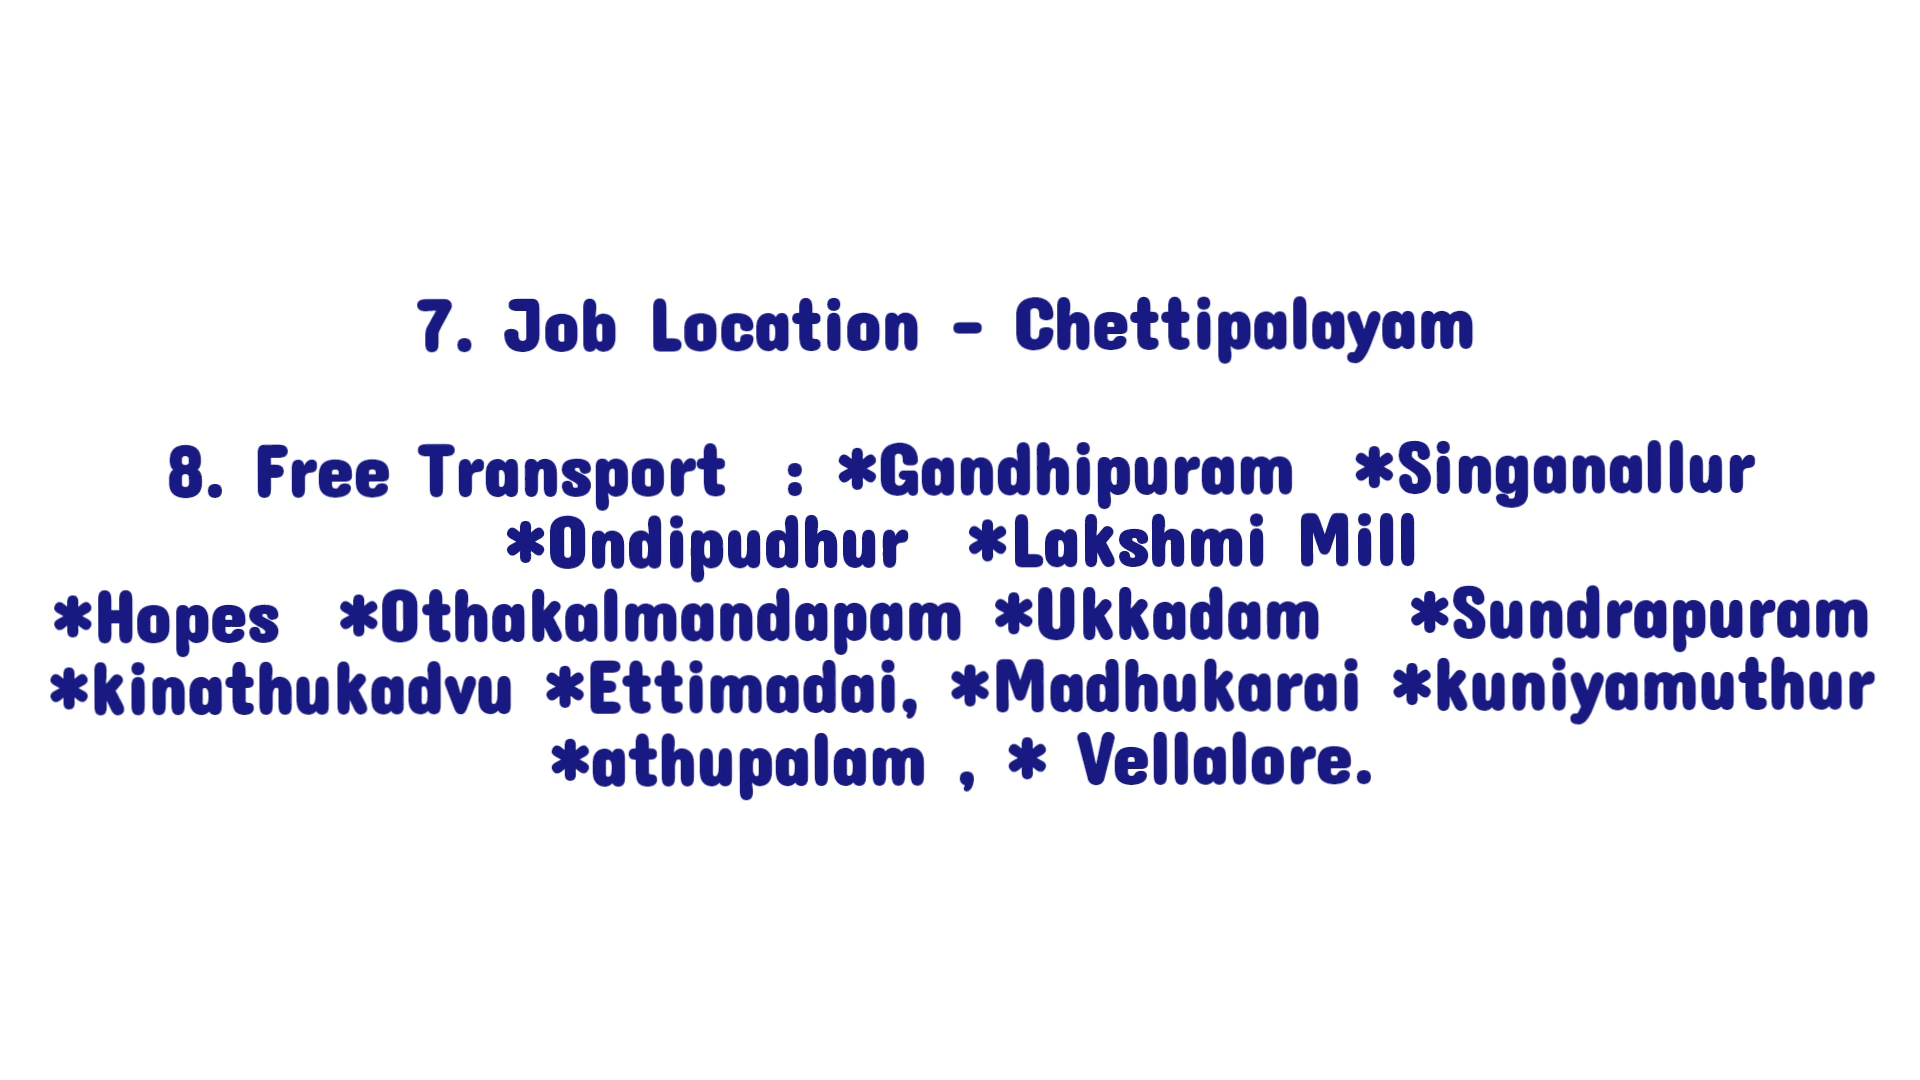 7. Job Location - Chettipalayam
8. Free Transport : *Gandhipuram *Singanallur
*Ondipudhur *Lakshmi Mill
*Hopes *Othakalmandapam *Ukkadam *Sundrapuram
*kinathukadvu *Ettimadai, *Madhukarai *kuniyamuthur
*athupalam , * Vellalore.